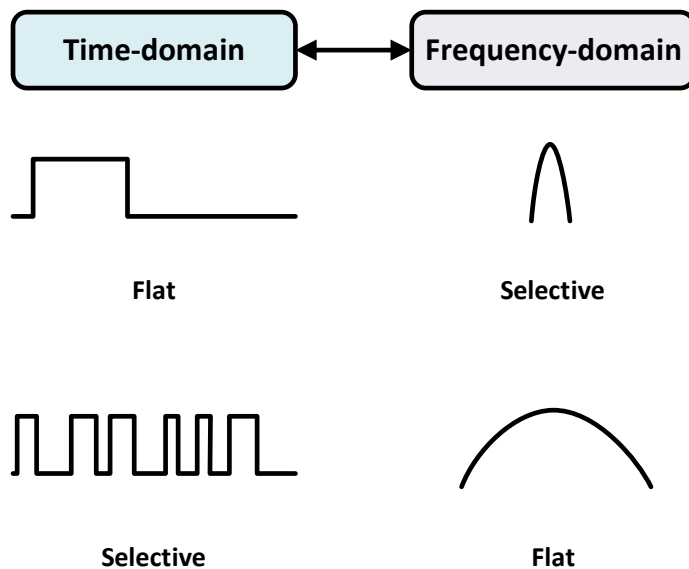 Time-domain
Frequency-domain
Flat
Selective
Selective
Flat